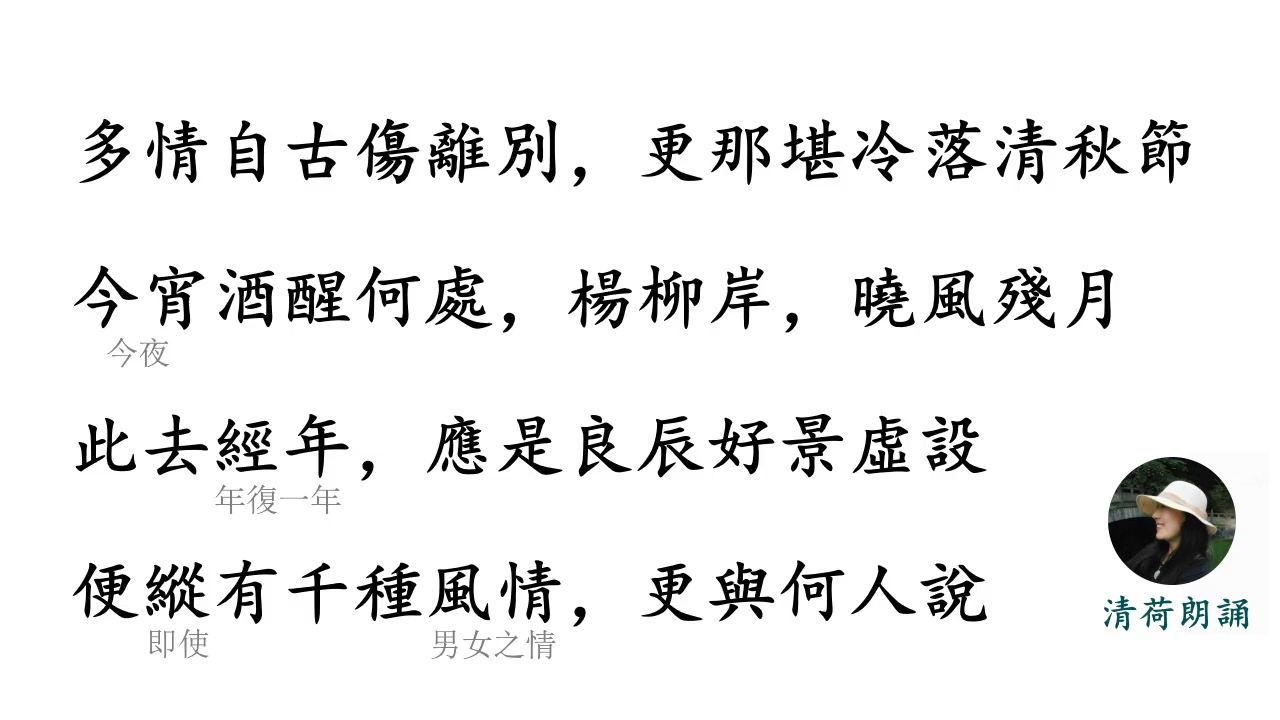 多情自古傷離別，更那堪冷落清秋節
今宵酒醒何處，楊柳岸，曉風殘月
今夜
此去經年，應是良辰好景虛設
年復一年
便縱有千種風情，更與何人說
即使 男女之情
清荷朗誦